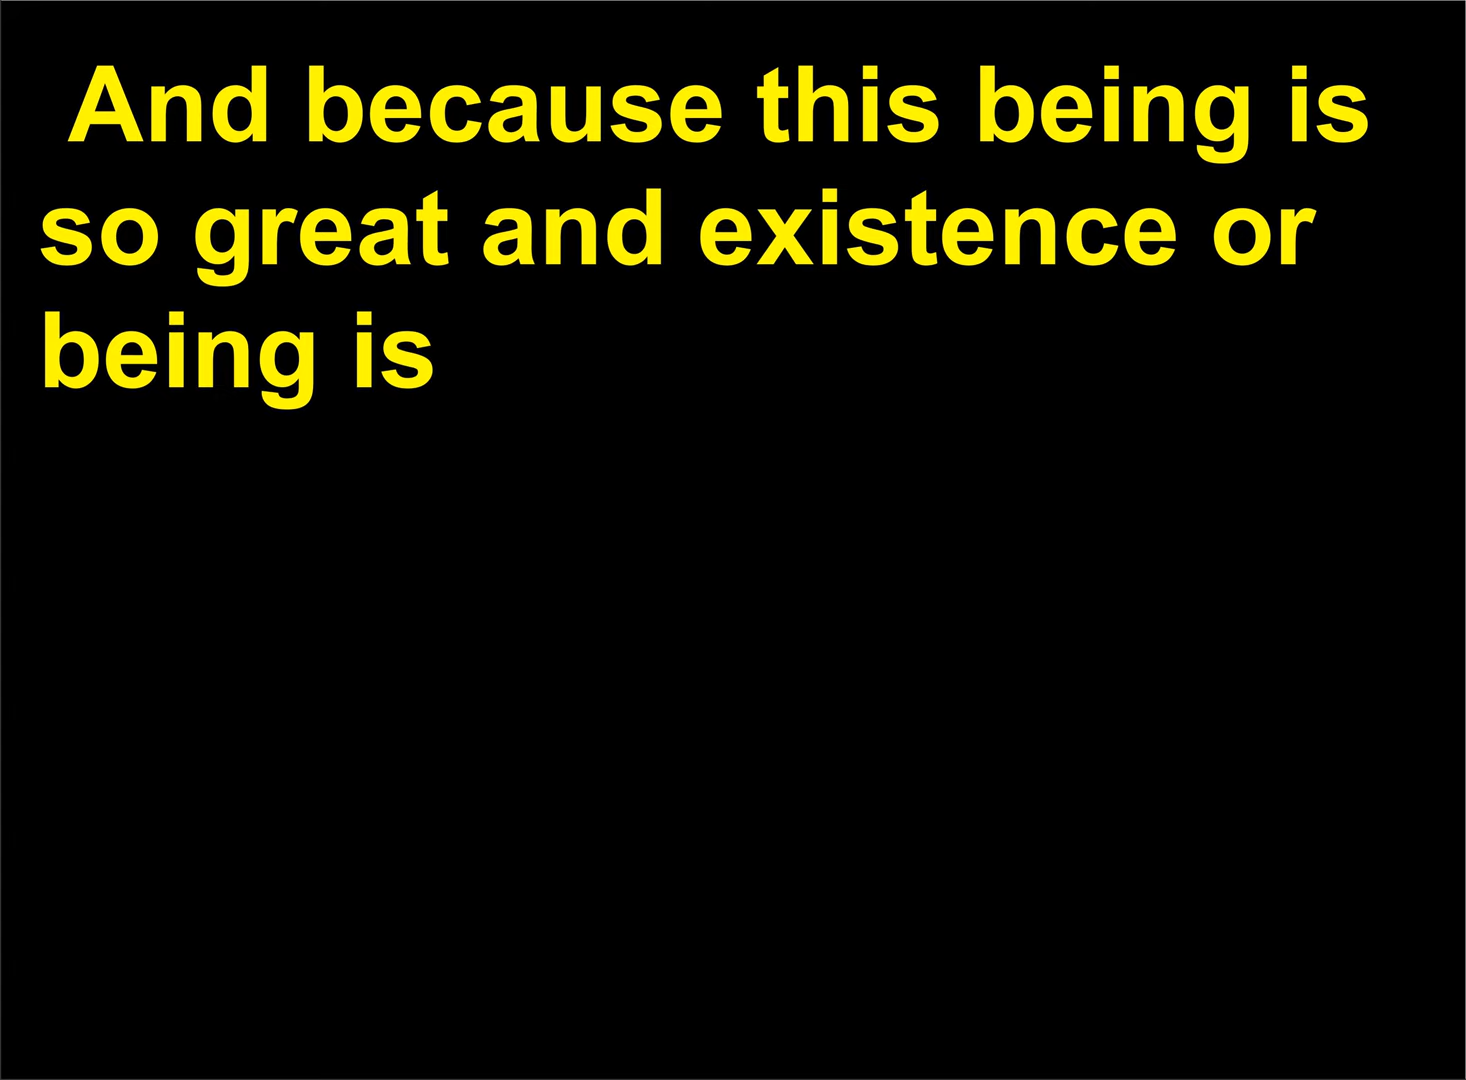 And because this being is
so great and existence or
being is